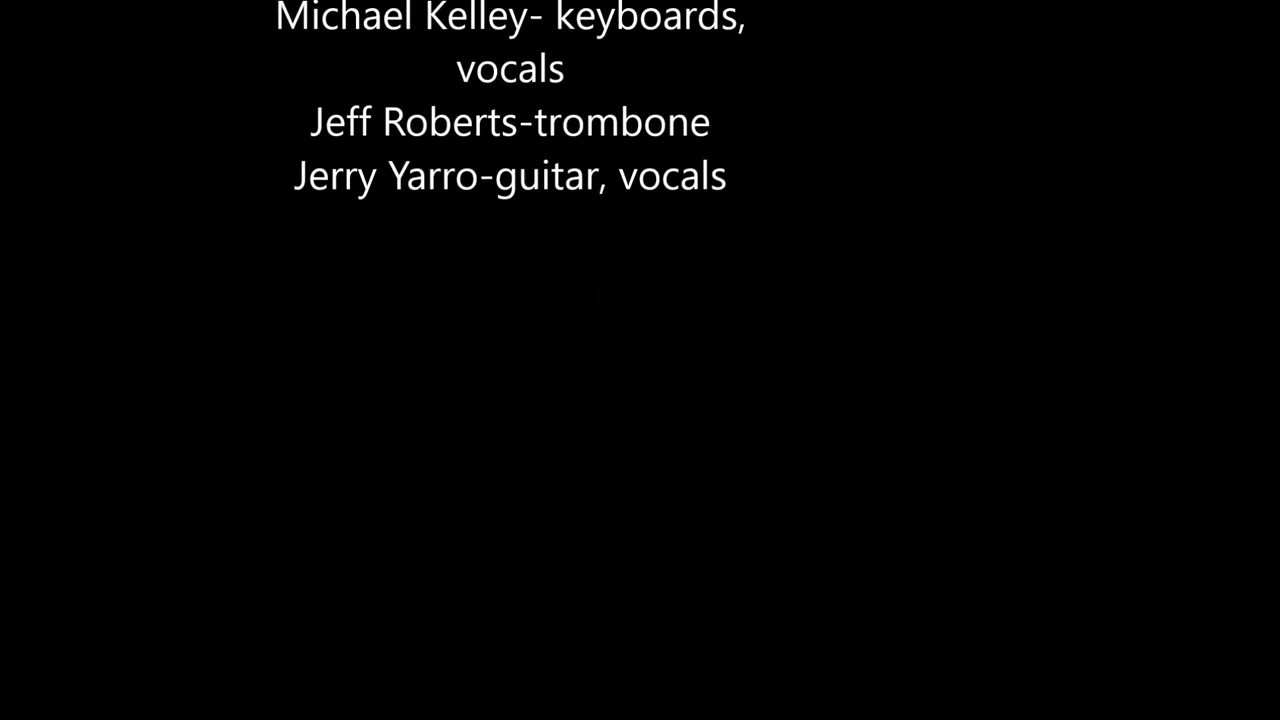 Michael Kelley- keyboards,
vocals
Jeff Roberts-trombone
Jerry Yarro-guitar, vocals